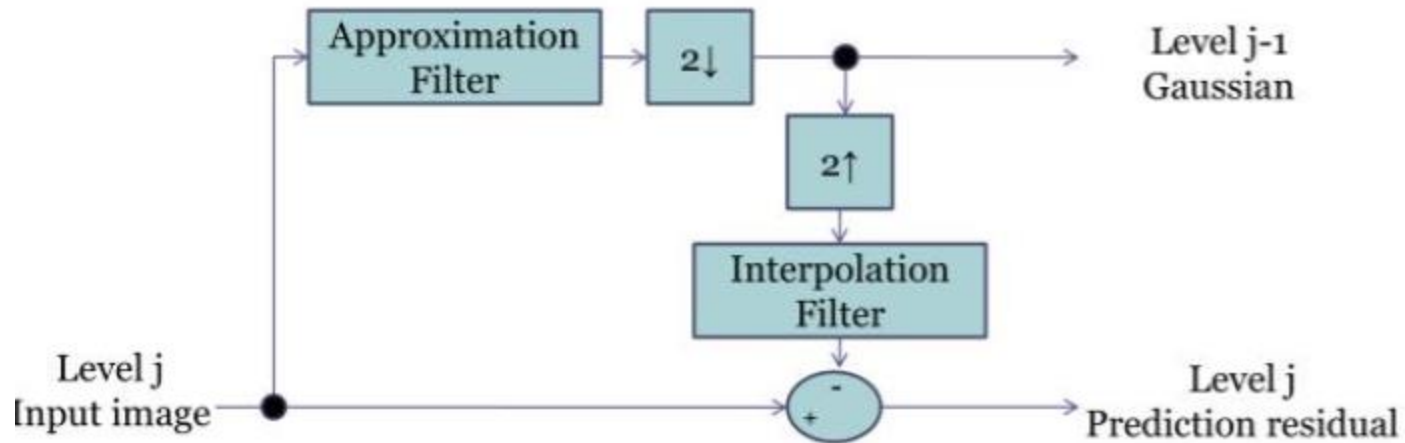 Approximation
Filter
2↓
Level j-1
Gaussian
2↑
Interpolation
Filter
Level j
Input image
-
+
Level j
Prediction residual